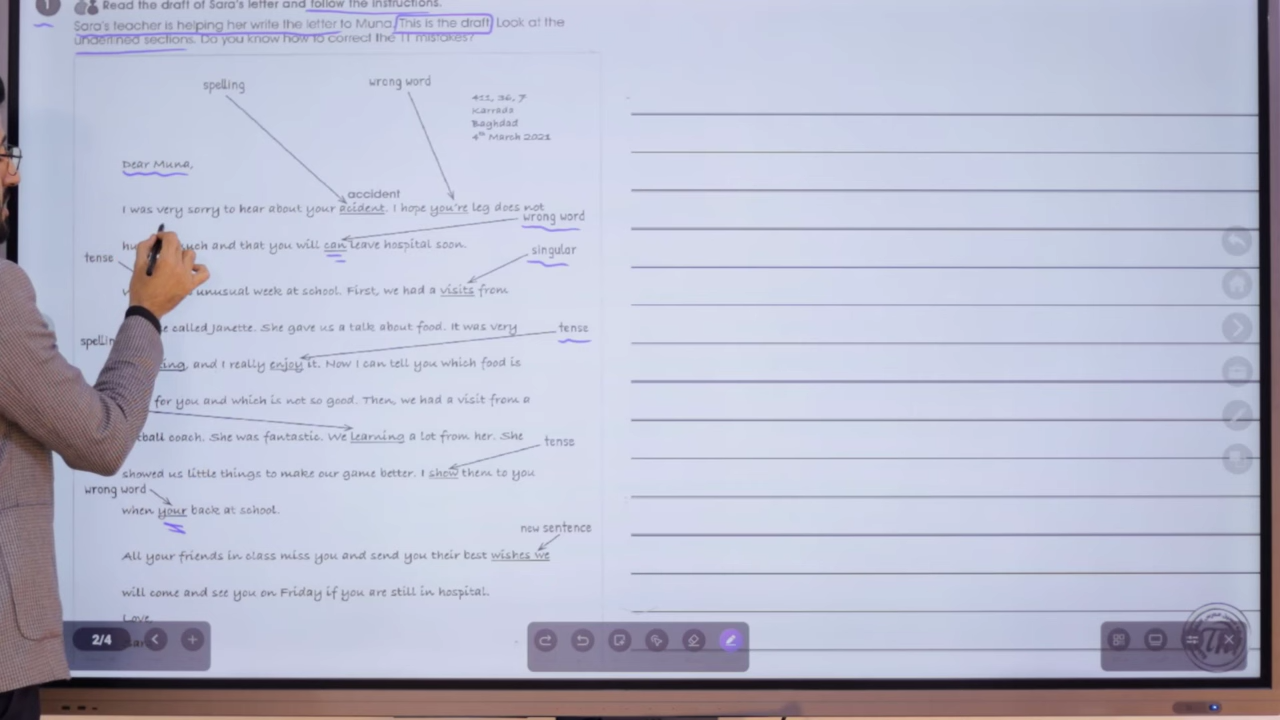 1 Read the draft of Sara's letter and follow the instructions.
Sara's teacher is helping her write the letter to Muna. This is the draft. Look at the
underlined sections. Do you know how to correct the 11 mistakes?
spelling
wrong word
411, 36, 7
Karrada
Baghdad
4th March 2021
Dear Muna,
accident
I was very sorry to hear about your acident. I hope you're leg does not
wrong word
uch and that you will can leave hospital soon.
singular
tense
unusual week at school. First, we had a visits from
called Janette. She gave us a talk about food. It was very
tense
and I really enjoy it. Now I can tell you which food is
for you and which is not so good. Then, we had a visit from a
coach. She was fantastic. We learning a lot from her. She
tense
showed us little things to make our game better. I show them to you
wrong word
when your back at school.
new sentence
All your friends in class miss you and send you their best wishes we
will come and see you on Friday if you are still in hospital.
Love,
2/4